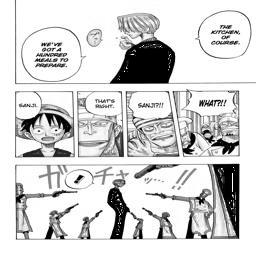 THE
KITCHEN,
OF
COURSE.
WE'VE
GOT A
HUNDRED
MEALS TO
PREPARE.
SANJI.
THAT'S
RIGHT.
SANJI?!!
WHAT?!!
ガチャッ…!!